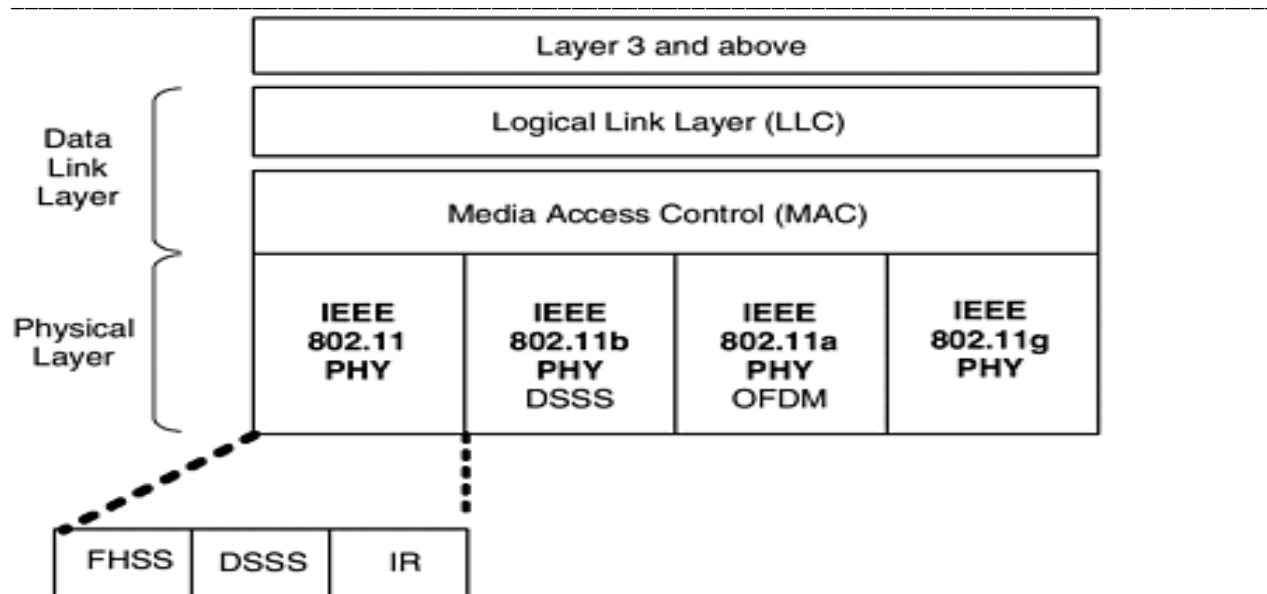 Layer 3 and above
Data
Link
Layer
Logical Link Layer (LLC)
Media Access Control (MAC)
Physical
Layer
IEEE
802.11
PHY
IEEE
802.11b
PHY
DSSS
IEEE
802.11a
PHY
OFDM
IEEE
802.11g
PHY
FHSS
DSSS
IR